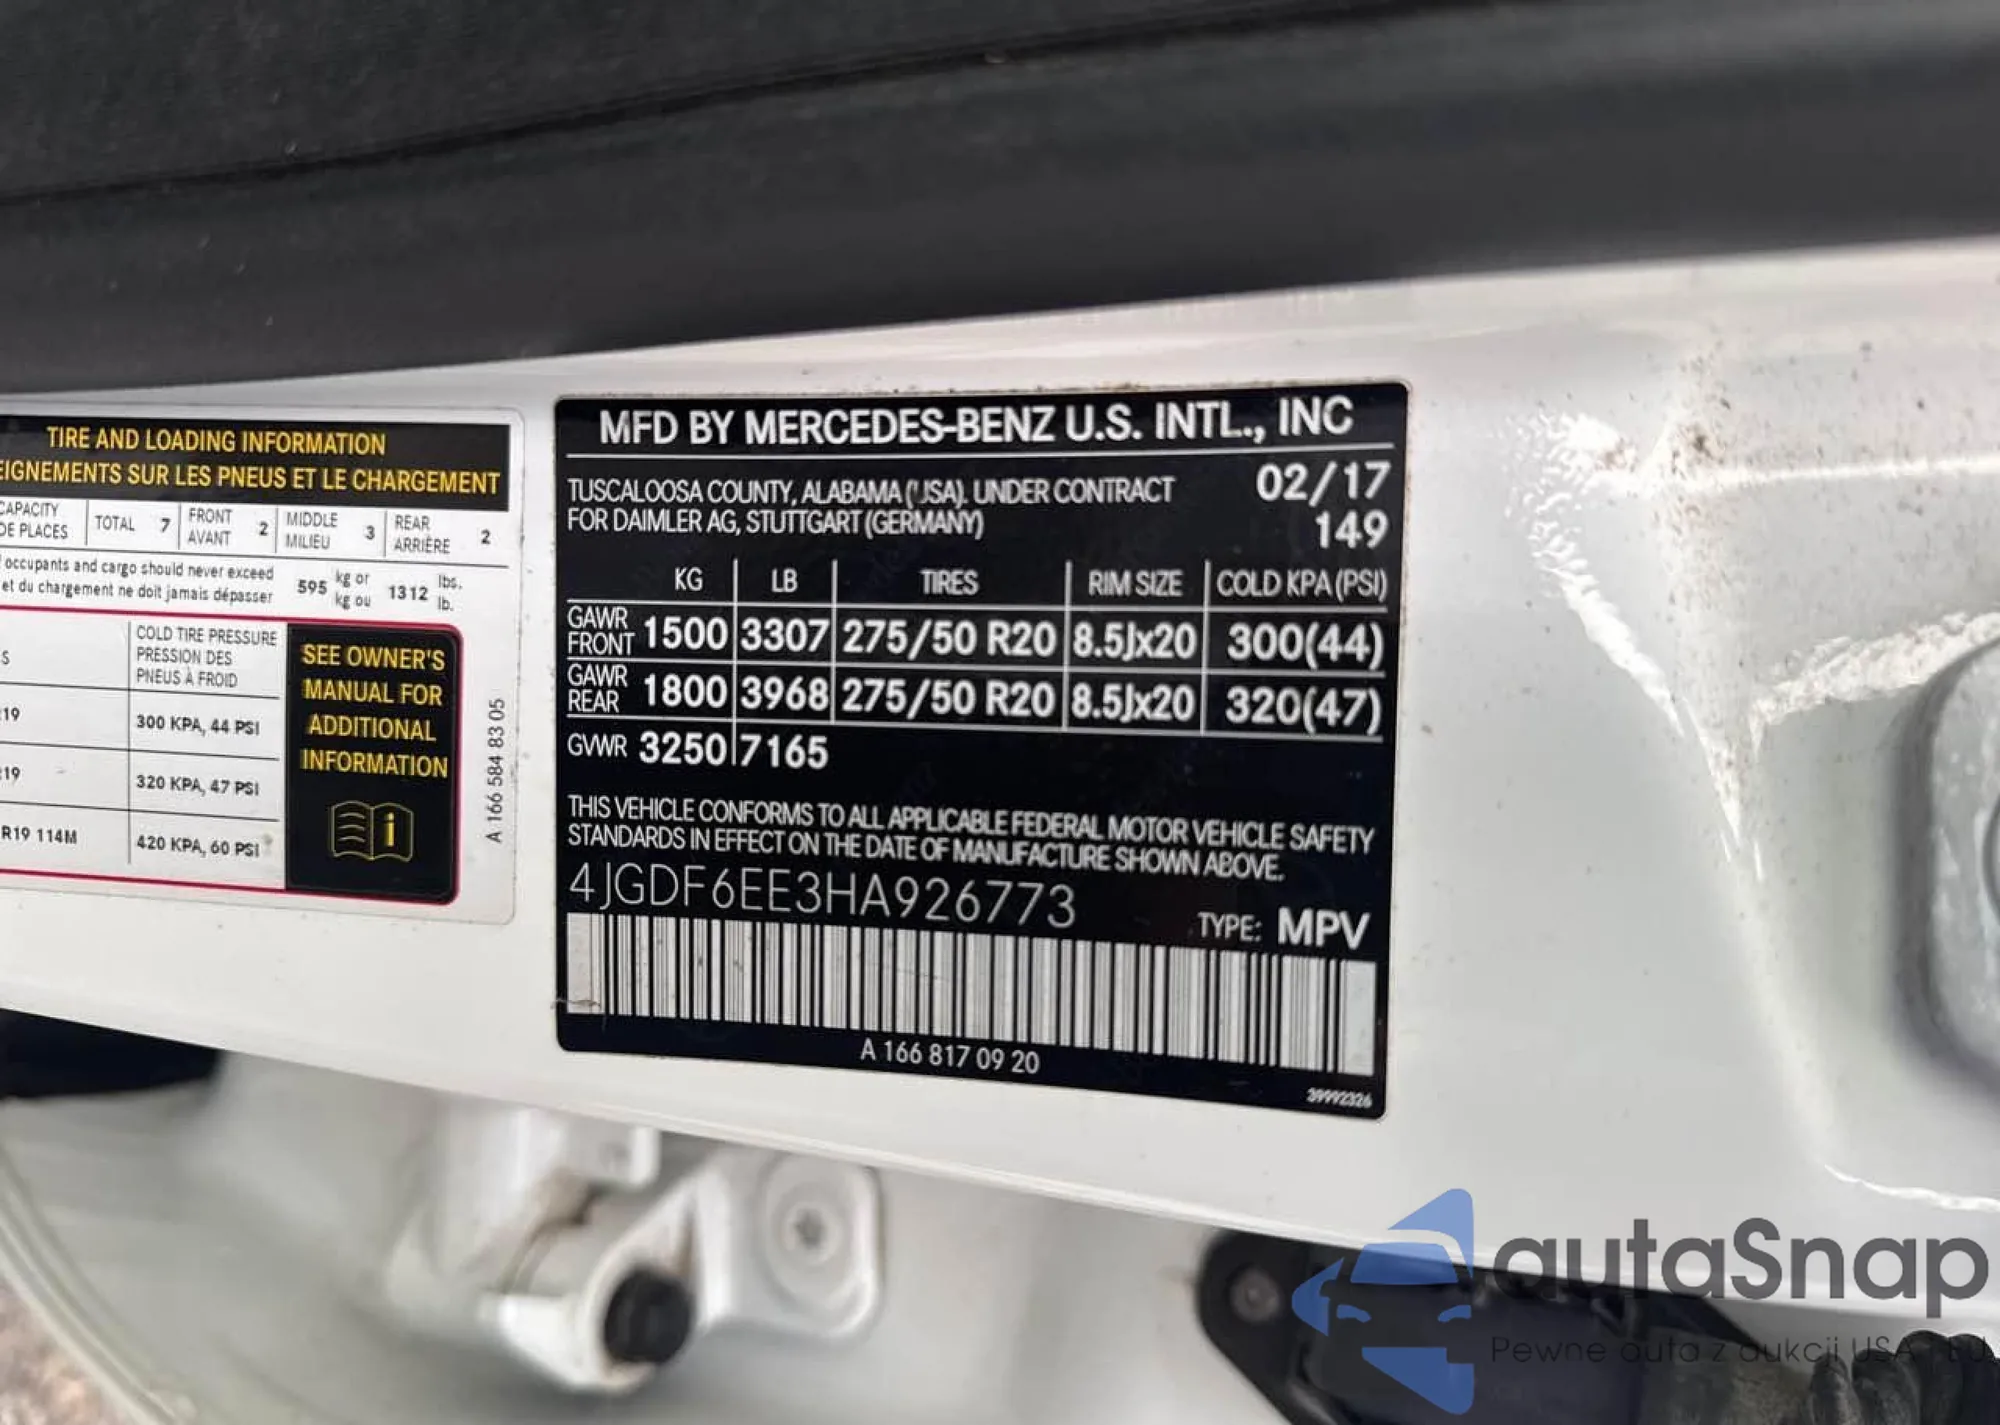 TIRE AND LOADING INFORMATION
EIGNEMENTS SUR LES PNEUS ET LE CHARGEMENT
CAPACITY
DE PLACES
TOTAL 7
FRONT
AVANT 2
MIDDLE
MILIEU 3
REAR
ARRIÈRE 2
occupants and cargo should never exceed
et du chargement ne doit jamais dépasser
595 kg or
kg ou
1312 lbs.
lb.
COLD TIRE PRESSURE
PRESSION DES
PNEUS À FROID
S
R19 300 KPA, 44 PSI
R19 320 KPA, 47 PSI
R19 114M 420 KPA, 60 PSI
SEE OWNER'S
MANUAL FOR
ADDITIONAL
INFORMATION
i
A 166 584 83 05
MFD BY MERCEDES-BENZ U.S. INTL., INC
TUSCALOOSA COUNTY, ALABAMA (USA). UNDER CONTRACT 02/17
FOR DAIMLER AG, STUTTGART (GERMANY) 149
KG LB TIRES RIM SIZE COLD KPA (PSI)
GAWR
FRONT 1500 3307 275/50 R20 8.5Jx20 300(44)
GAWR
REAR 1800 3968 275/50 R20 8.5Jx20 320(47)
GVWR 3250 7165
THIS VEHICLE CONFORMS TO ALL APPLICABLE FEDERAL MOTOR VEHICLE SAFETY
STANDARDS IN EFFECT ON THE DATE OF MANUFACTURE SHOWN ABOVE.
4JGDF6EE3HA926773
TYPE: MPV
A 166 817 09 20
39992326
autaSnap
Pewne auta z aukcji USA